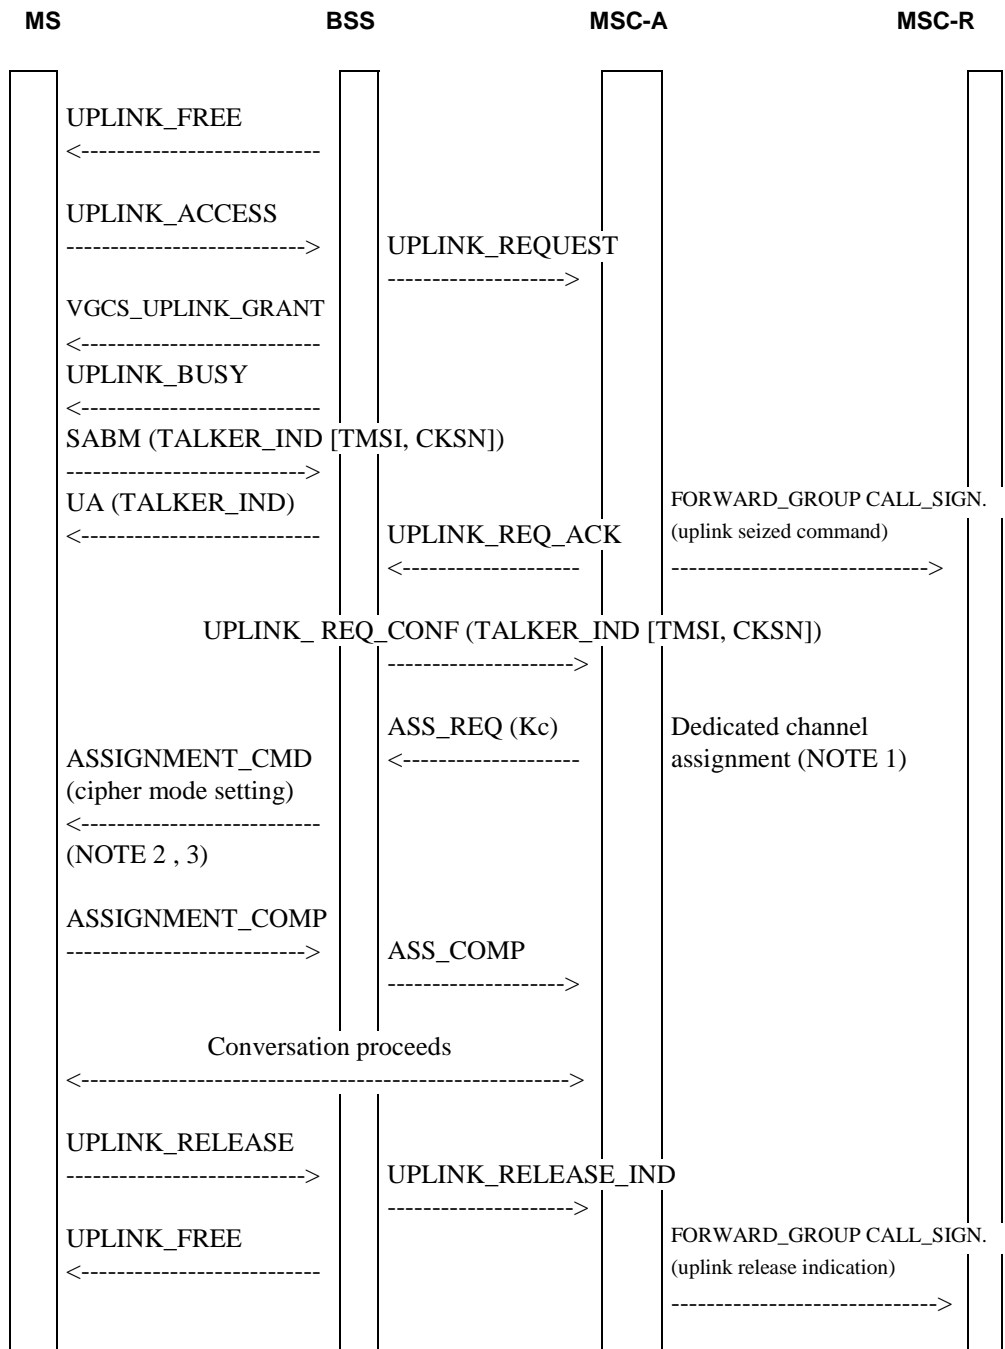 MS BSS MSC-A MSC-R
UPLINK_FREE
<---------------------------
UPLINK_ACCESS
---------------------------> UPLINK_REQUEST
-------------------->
VGCS_UPLINK_GRANT
<---------------------------
UPLINK_BUSY
<---------------------------
SABM (TALKER_IND [TMSI, CKSN])
--------------------------->
UA (TALKER_IND) FORWARD_GROUP CALL_SIGN.
<--------------------------- UPLINK_REQ_ACK (uplink seized command)
<-------------------- ----------------------------->
UPLINK_ REQ_CONF (TALKER_IND [TMSI, CKSN])
--------------------->
ASS_REQ (Kc) Dedicated channel
ASSIGNMENT_CMD <-------------------- assignment (NOTE 1)
(cipher mode setting)
<---------------------------
(NOTE 2 , 3)
ASSIGNMENT_COMP
---------------------------> ASS_COMP
-------------------->
Conversation proceeds
<------------------------------------------------------->
UPLINK_RELEASE
---------------------------> UPLINK_RELEASE_IND
--------------------->
UPLINK_FREE FORWARD_GROUP CALL_SIGN.
<--------------------------- (uplink release indication)
------------------------------>